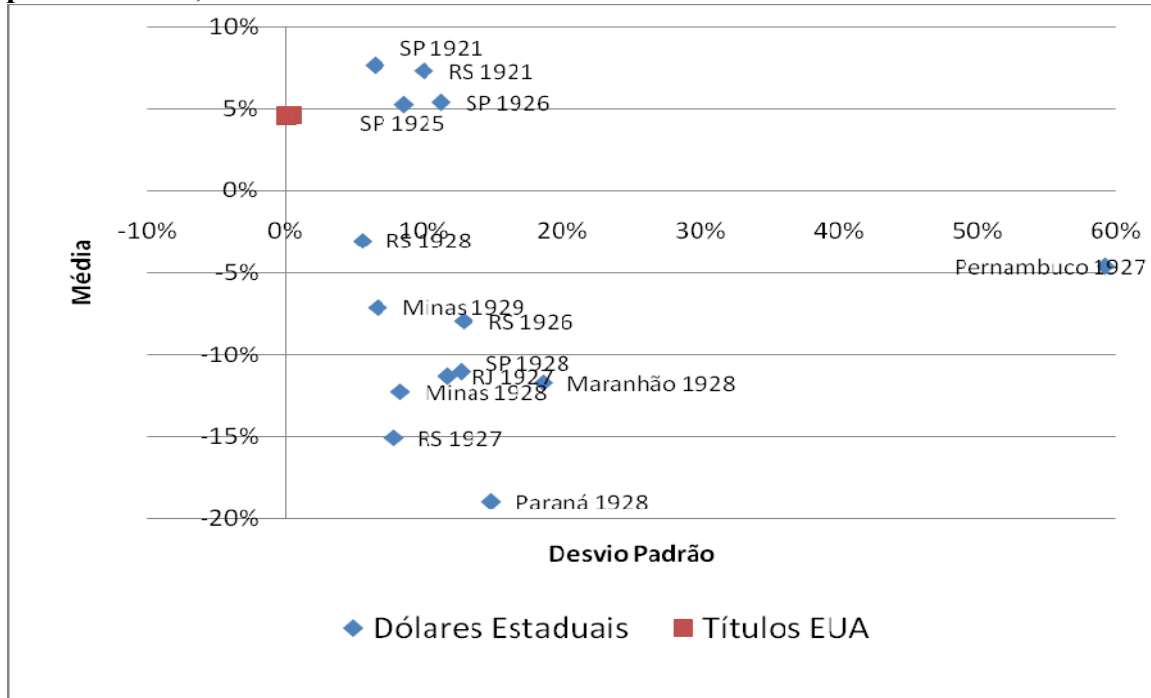 10%
SP 1921
RS 1921
5%
SP 1926
SP 1925
0%
-10%
0%
10%
20%
30%
40%
50%
60%
RS 1928
Média
-5%
Pernambuco 1927
Minas 1929
RS 1926
-10%
SP 1928
RJ 1927
Maranhão 1928
Minas 1928
-15%
RS 1927
Paraná 1928
-20%
Desvio Padrão
Dólares Estaduais
Títulos EUA